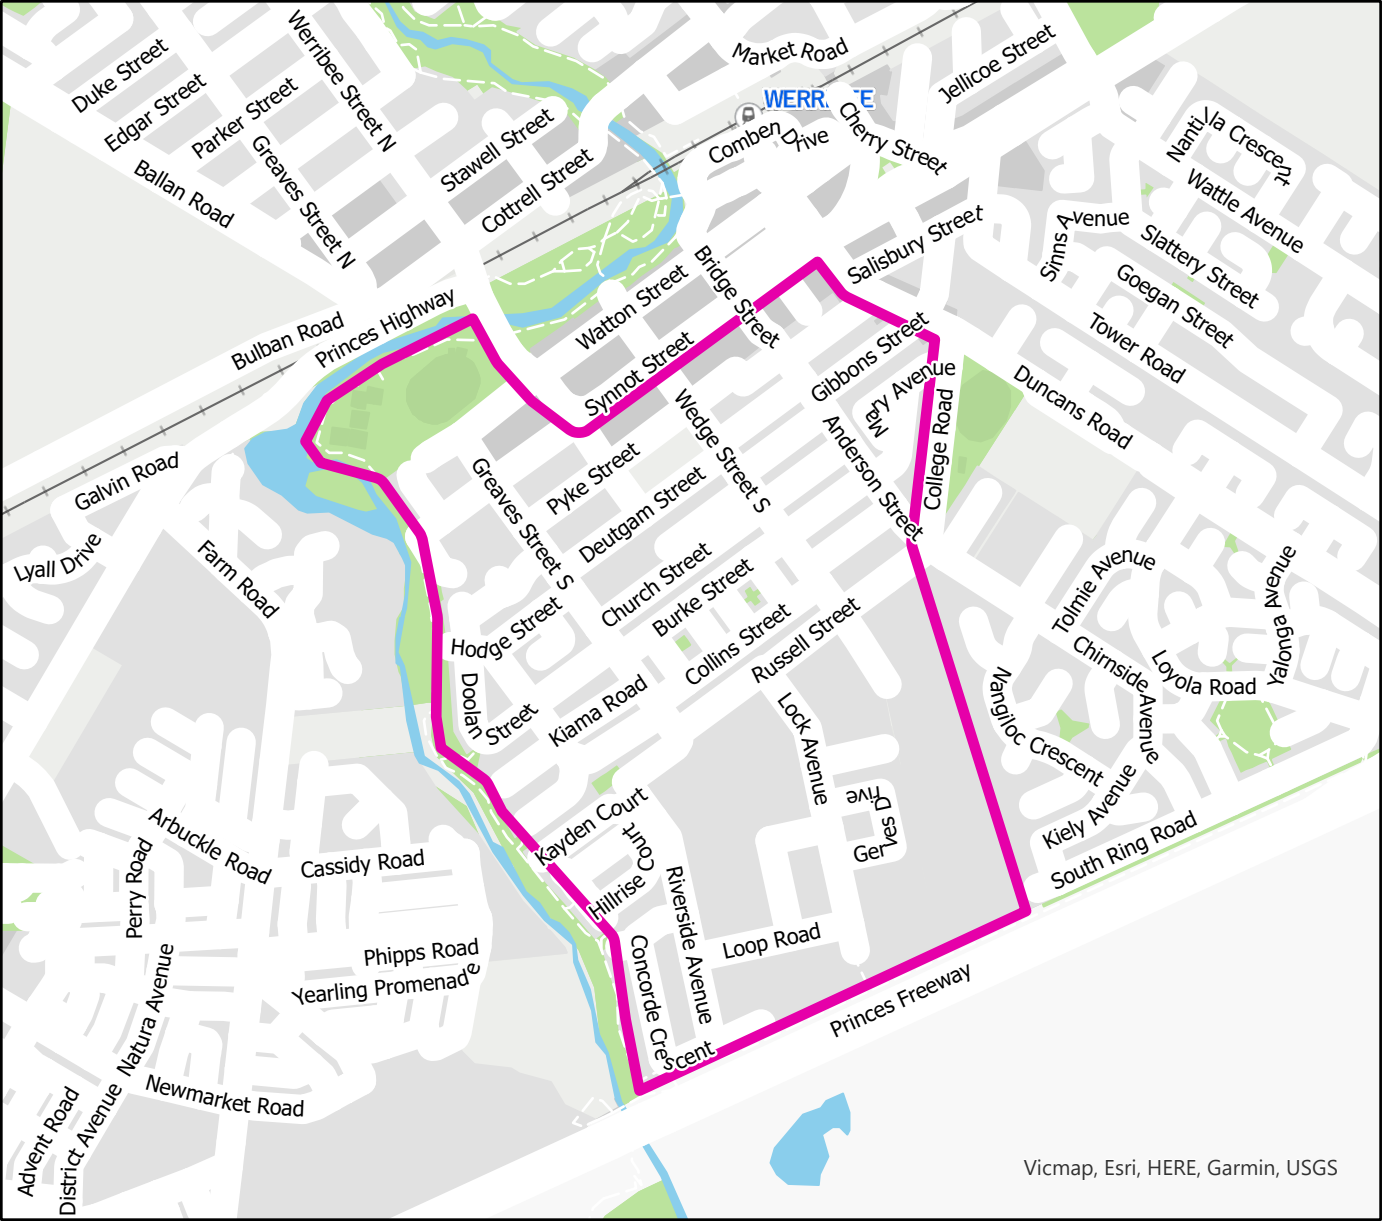 Duke Street
Edgar Street
Parker Street
Werribee Street N
Greaves Street N
Ballan Road
Stawell Street
Cottrell Street
Market Road
Comben Drive
Cherry Street
Jellicoe Street
Nantilla Crescent
Wattle Avenue
Slattery Street
Sinns Avenue
Goegan Street
Tower Road
Salisbury Street
Duncans Road
Bulban Road
Princes Highway
Watton Street
Bridge Street
Synnot Street
Gibbons Street
Mary Avenue
College Road
Anderson Street
Wedge Street S
Pyke Street
Deutgam Street
Greaves Street S
Church Street
Burke Street
Collins Street
Russell Street
Galvin Road
Lyall Drive
Farm Road
Hodge Street
Doolan Street
Kiama Road
Lock Avenue
Tolmie Avenue
Chirnside Avenue
Loyola Road
Yalonga Avenue
Nangiloc Crescent
Kiely Avenue
South Ring Road
Gerves Drive
Kayden Court
Hillrise Court
Riverside Avenue
Loop Road
Concorde Crescent
Princes Freeway
Arbuckle Road
Perry Road
Cassidy Road
Phipps Road
Yearling Promenade
Natura Avenue
Newmarket Road
District Avenue
Advent Road
Vicmap, Esri, HERE, Garmin, USGS